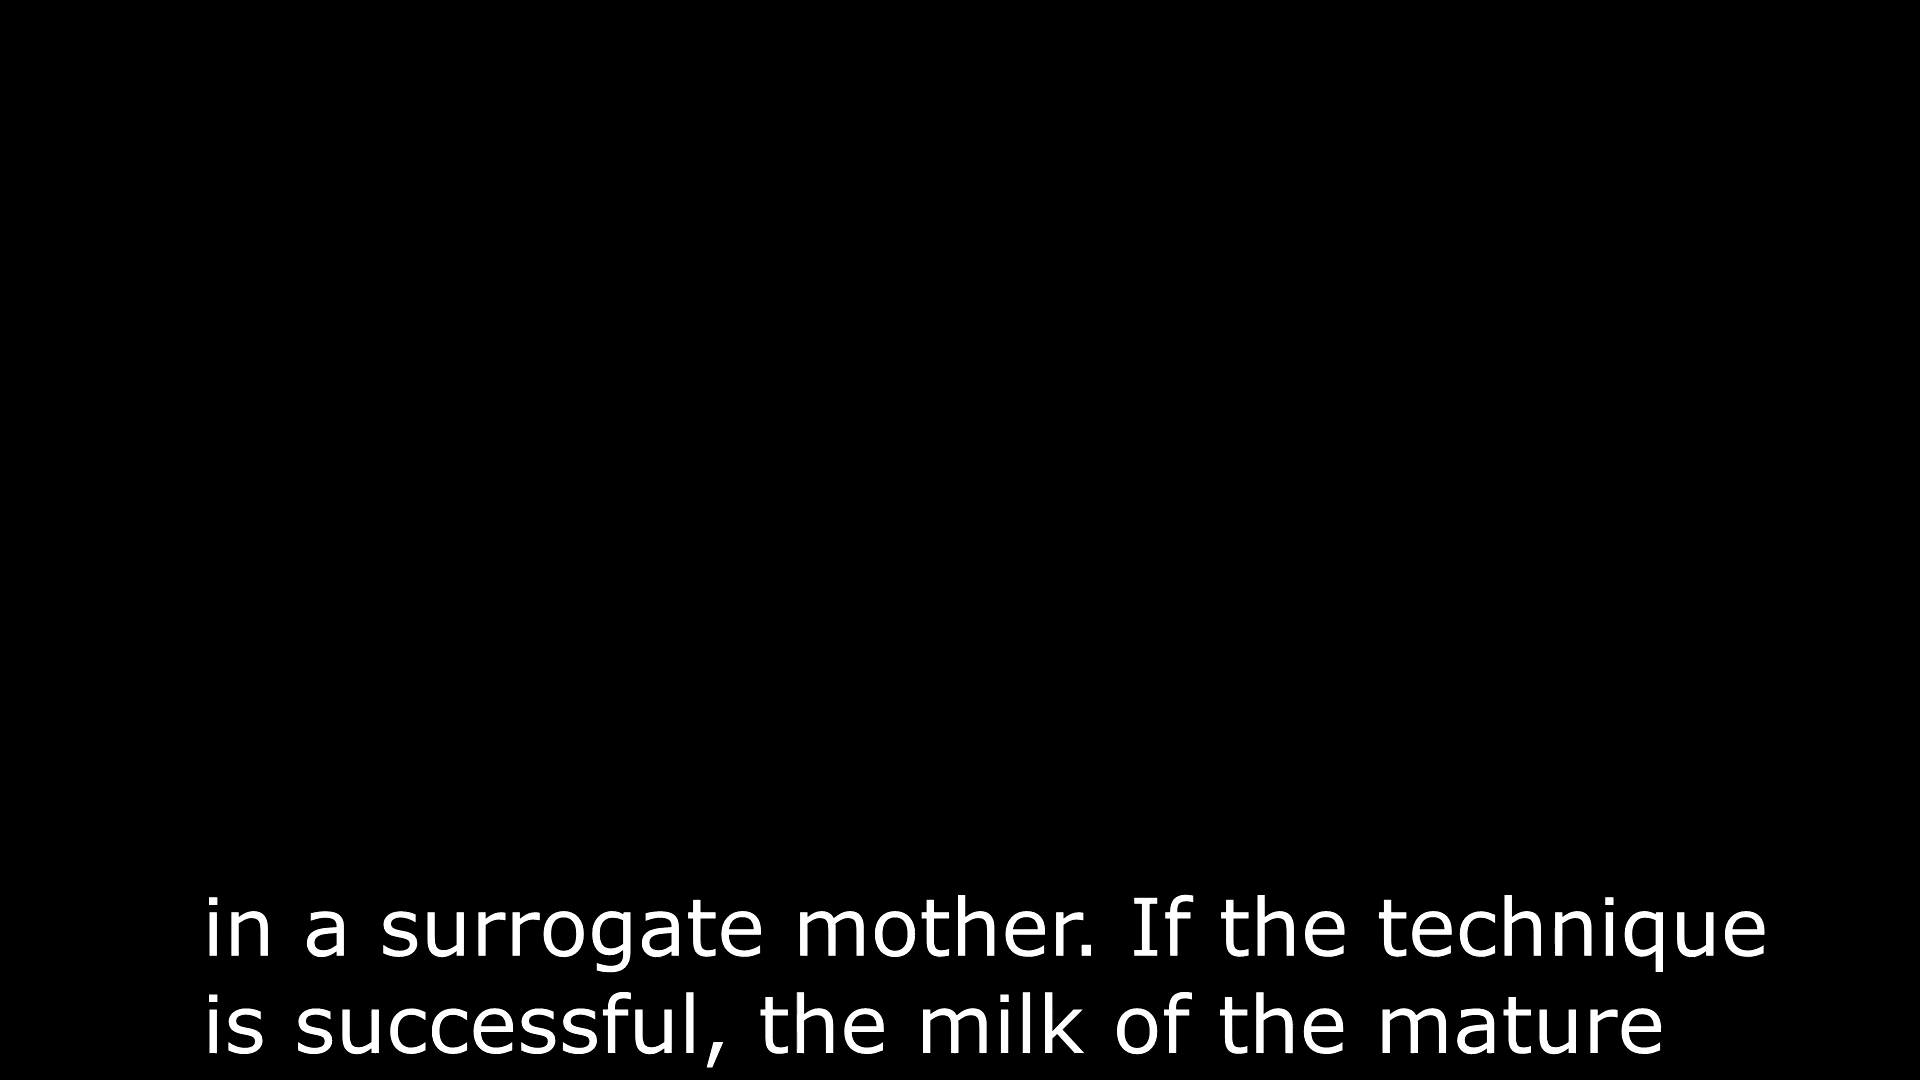 in a surrogate mother. If the technique
is successful, the milk of the mature